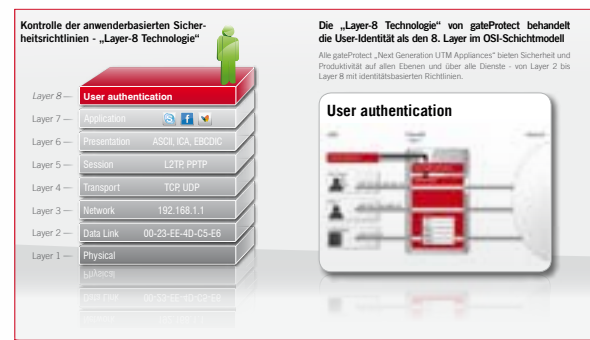 Kontrolle der anwenderbasierten Sicher-
heitsrichtlinien - „Layer-8 Technologie“
Layer 8 — User authentication
Layer 7 — Application
Layer 6 — Presentation ASCII, ICA, EBCDIC
Layer 5 — Session L2TP, PPTP
Layer 4 — Transport TCP, UDP
Layer 3 — Network 192.168.1.1
Layer 2 — Data Link 00-23-EE-4D-C5-E6
Layer 1 — Physical
Die „Layer-8 Technologie“ von gateProtect behandelt
die User-Identität als den 8. Layer im OSI-Schichtmodell
Alle gateProtect „Next Generation UTM Appliances“ bieten Sicherheit und
Produktivität auf allen Ebenen und über alle Dienste - von Layer 2 bis
Layer 8 mit identitätsbasierten Richtlinien.
User authentication